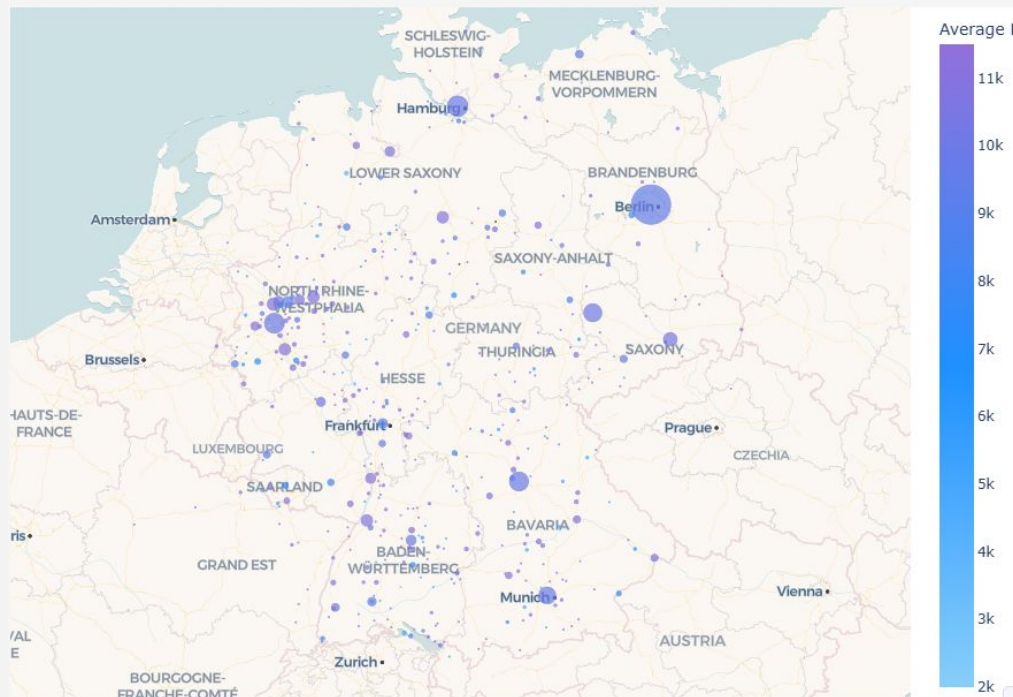 SCHLESWIG-
HOLSTEIN
Average
11k
MECKLENBURG-
VORPOMMERN
Hamburg
10k
LOWER SAXONY
BRANDENBURG
Berlin
9k
Amsterdam
SAXONY-ANHALT
8k
NORTH RHINE-
WESTPHALIA
GERMANY
7k
Brussels
THURINGIA
SAXONY
HESSE
6k
HAUTS-DE-
FRANCE
Frankfurt
Prague
LUXEMBOURG
CZECHIA
5k
SAARLAND
BAVARIA
ris
4k
BADEN-
WÜRTTEMBERG
GRAND EST
Munich
Vienna
3k
VAL
E
AUSTRIA
Zurich
BOURGOGNE-
FRANCHE-COMTÉ
2k